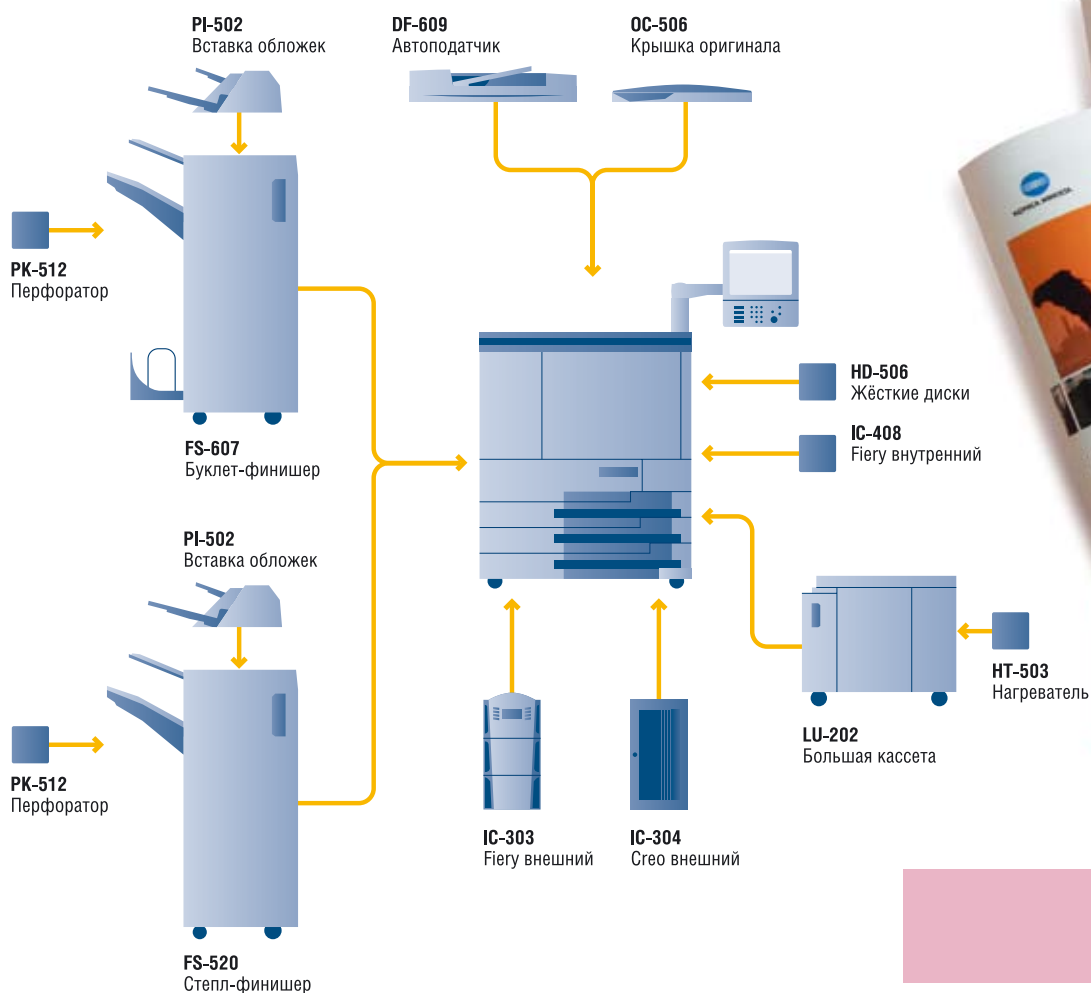 PI-502
Вставка обложек
DF-609
Автоподатчик
OC-506
Крышка оригинала
PK-512
Перфоратор
FS-607
Буклет-финишер
HD-506
Жёсткие диски
IC-408
Fiery внутренний
PI-502
Вставка обложек
HT-503
Нагреватель
LU-202
Большая кассета
PK-512
Перфоратор
IC-303
Fiery внешний
IC-304
Creo внешний
FS-520
Степл-финишер
KONICA MINOLTA